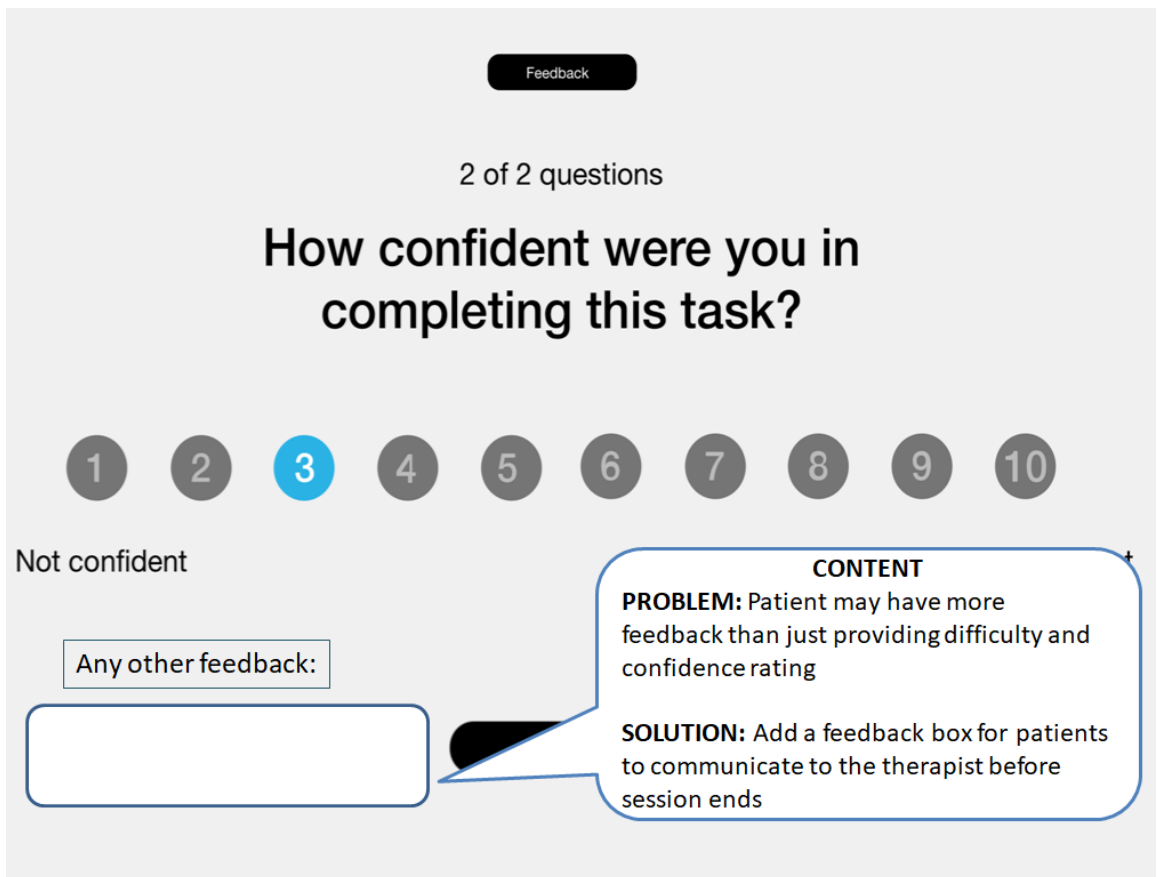 Feedback
2 of 2 questions
How confident were you in
completing this task?
1 2 3 4 5 6 7 8 9 10
Not confident
CONTENT
PROBLEM: Patient may have more
feedback than just providing difficulty and
confidence rating
SOLUTION: Add a feedback box for patients
to communicate to the therapist before
session ends
Any other feedback: